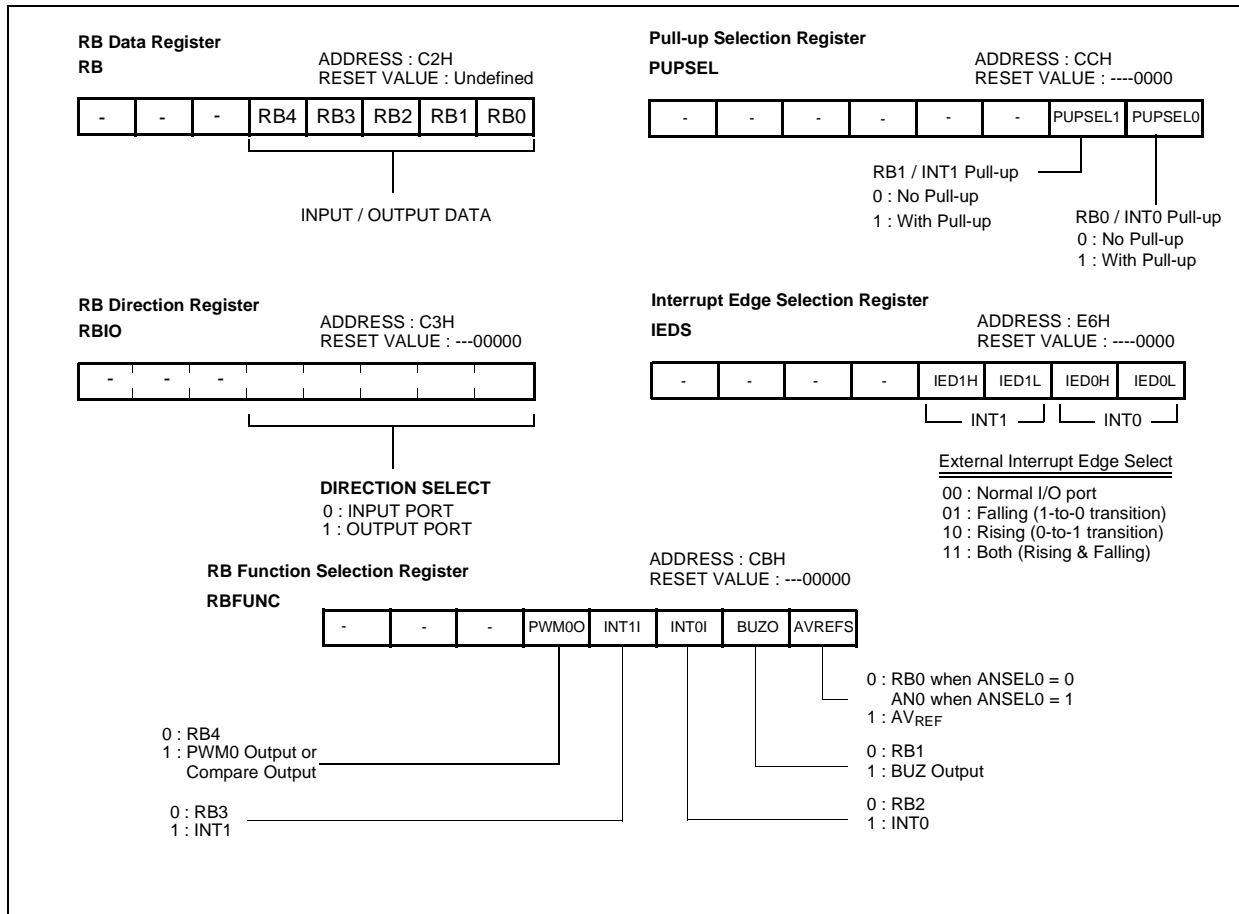 RB Data Register
RB
ADDRESS : C2H
RESET VALUE : Undefined
- - - RB4 RB3 RB2 RB1 RB0
INPUT / OUTPUT DATA
Pull-up Selection Register
PUPSEL
ADDRESS : CCH
RESET VALUE : ----0000
- - - - - - PUPSEL1 PUPSEL0
RB1 / INT1 Pull-up
0 : No Pull-up
1 : With Pull-up
RB0 / INT0 Pull-up
0 : No Pull-up
1 : With Pull-up
RB Direction Register
RBIO
ADDRESS : C3H
RESET VALUE : ---00000
- - -
DIRECTION SELECT
0 : INPUT PORT
1 : OUTPUT PORT
Interrupt Edge Selection Register
IEDS
ADDRESS : E6H
RESET VALUE : ----0000
- - - - IED1H IED1L IED0H IED0L
INT1 INT0
External Interrupt Edge Select
00 : Normal I/O port
01 : Falling (1-to-0 transition)
10 : Rising (0-to-1 transition)
11 : Both (Rising & Falling)
RB Function Selection Register
RBFUNC
ADDRESS : CBH
RESET VALUE : ---00000
- - - PWM0O INT1I INT0I BUZO AVREFS
0 : RB4
1 : PWM0 Output or
Compare Output
0 : RB3
1 : INT1
0 : RB0 when ANSEL0 = 0
AN0 when ANSEL0 = 1
1 : AVREF
0 : RB1
1 : BUZ Output
0 : RB2
1 : INT0